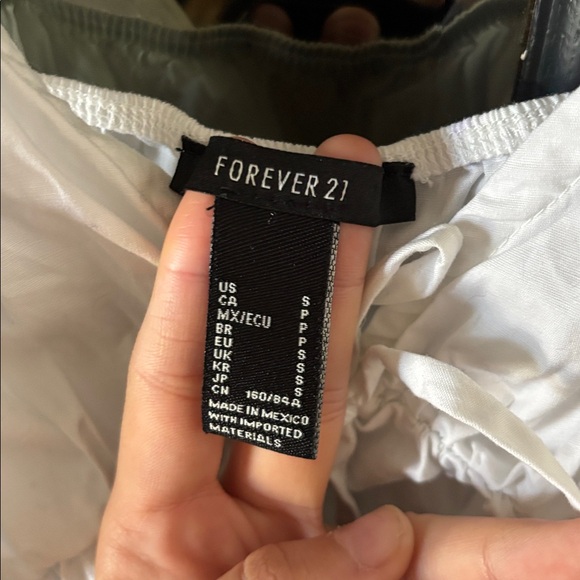 FOREVER 21
US
CA S
MX/ECU P
BR P
EU P
UK S
KR S
JP S
CN 160/84A
MADE IN MEXICO
WITH IMPORTED
MATERIALS